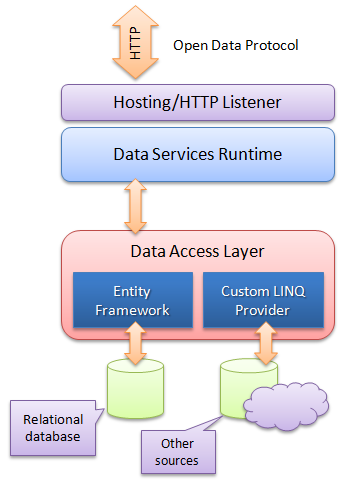 HTTP
Open Data Protocol
Hosting/HTTP Listener
Data Services Runtime
Data Access Layer
Entity
Framework
Custom LINQ
Provider
Relational
database
Other
sources